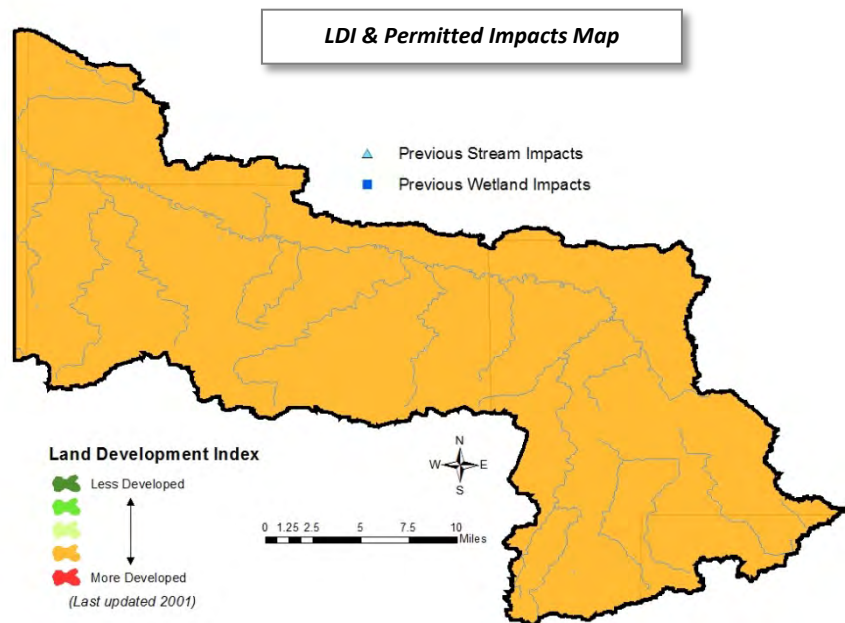 LDI & Permitted Impacts Map
Previous Stream Impacts
Previous Wetland Impacts
Land Development Index
Less Developed
More Developed
(Last updated 2001)
N
W E
S
0 1.25 2.5 5 7.5 10
Miles